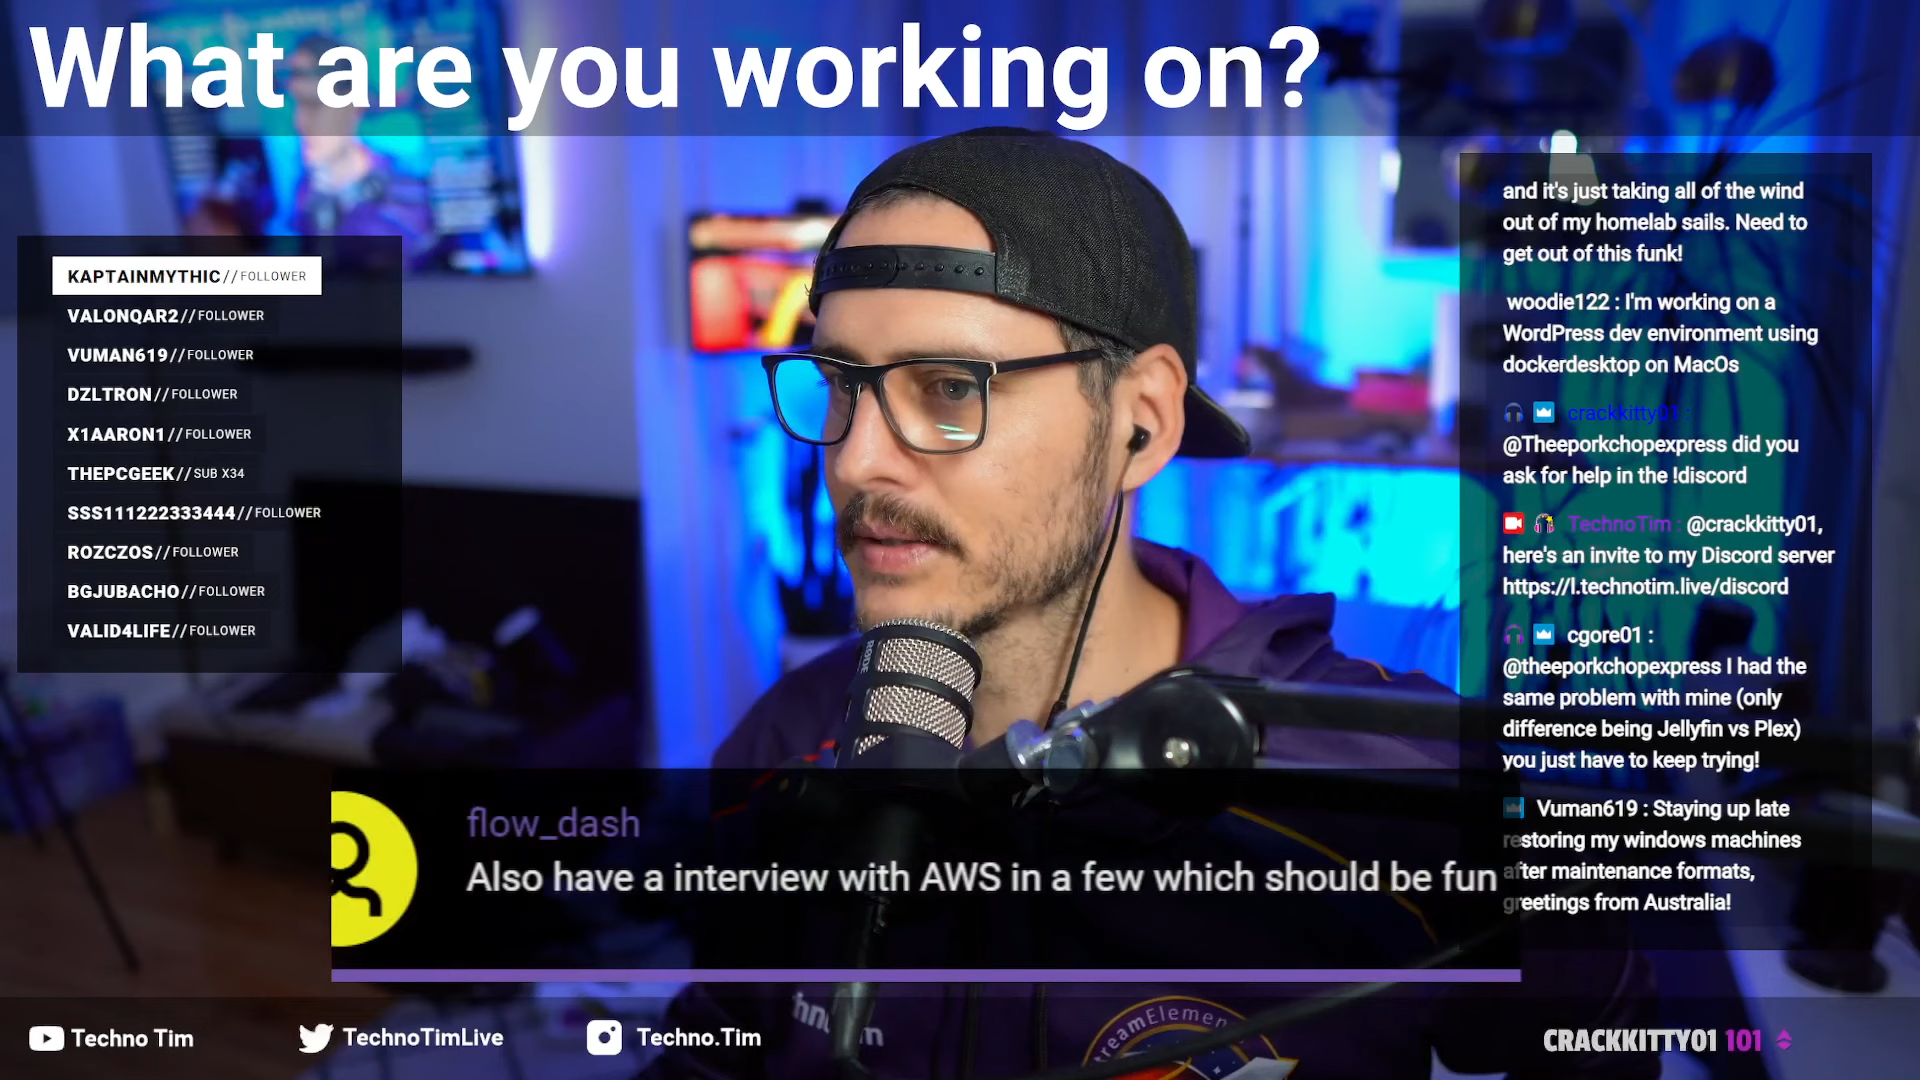 What are you working on?
KAPTAINMYTHIC//FOLLOWER
VALONQAR2//FOLLOWER
VUMAN619//FOLLOWER
DZLTRON//FOLLOWER
X1AARON1//FOLLOWER
THEPCGEEK//SUB X34
SSS111222333444//FOLLOWER
ROZCZOS//FOLLOWER
BGJUBACHO//FOLLOWER
VALID4LIFE//FOLLOWER
and it's just taking all of the wind
out of my homelab sails. Need to
get out of this funk!
woodie122 : I'm working on a
WordPress dev environment using
dockerdesktop on MacOs
crackkitty01 :
@Theeporkchopexpress did you
ask for help in the !discord
TechnoTim : @crackkitty01,
here's an invite to my Discord server
https://l.technotim.live/discord
cgore01 :
@theeporkchopexpress I had the
same problem with mine (only
difference being Jellyfin vs Plex)
you just have to keep trying!
Vuman619 : Staying up late
restoring my windows machines
after maintenance formats,
greetings from Australia!
RODE
flow_dash
Also have a interview with AWS in a few which should be fun
Techno Tim
TechnoTimLive
Techno.Tim
CRACKKITTY01 101